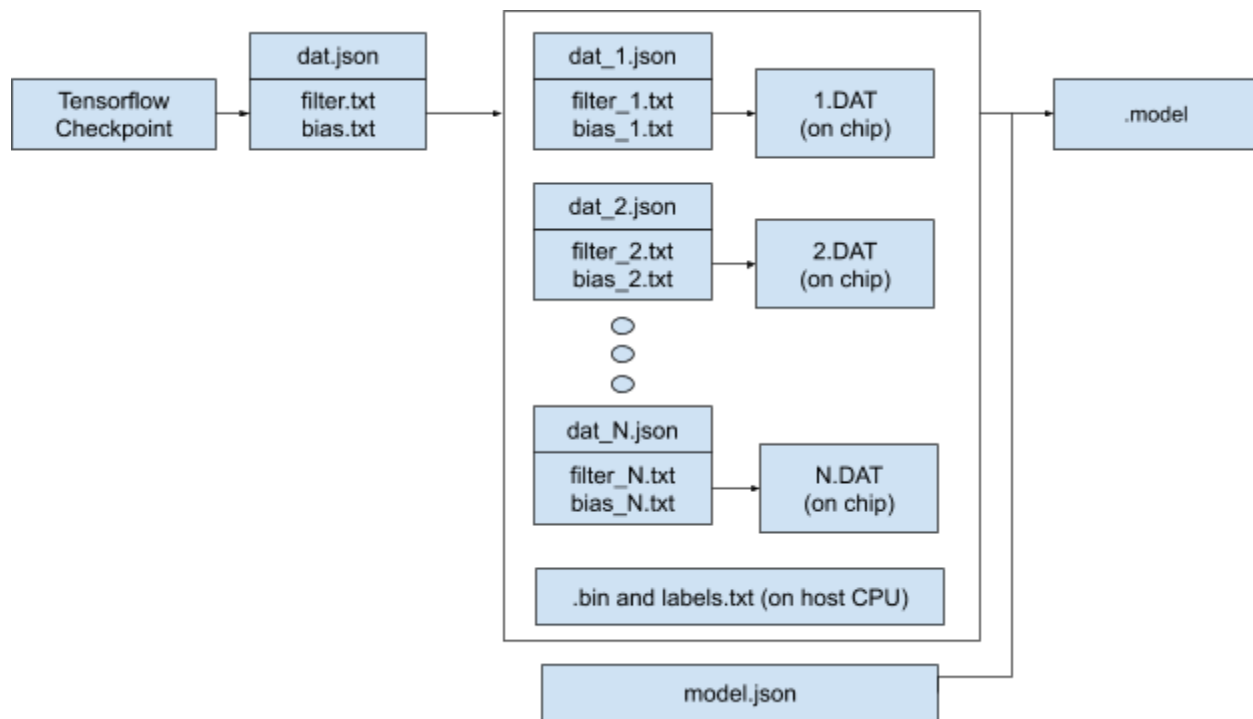 Tensorflow
Checkpoint
dat.json
filter.txt
bias.txt
dat_1.json
filter_1.txt
bias_1.txt
1.DAT
(on chip)
dat_2.json
filter_2.txt
bias_2.txt
2.DAT
(on chip)
dat_N.json
filter_N.txt
bias_N.txt
N.DAT
(on chip)
.bin and labels.txt (on host CPU)
model.json
.model